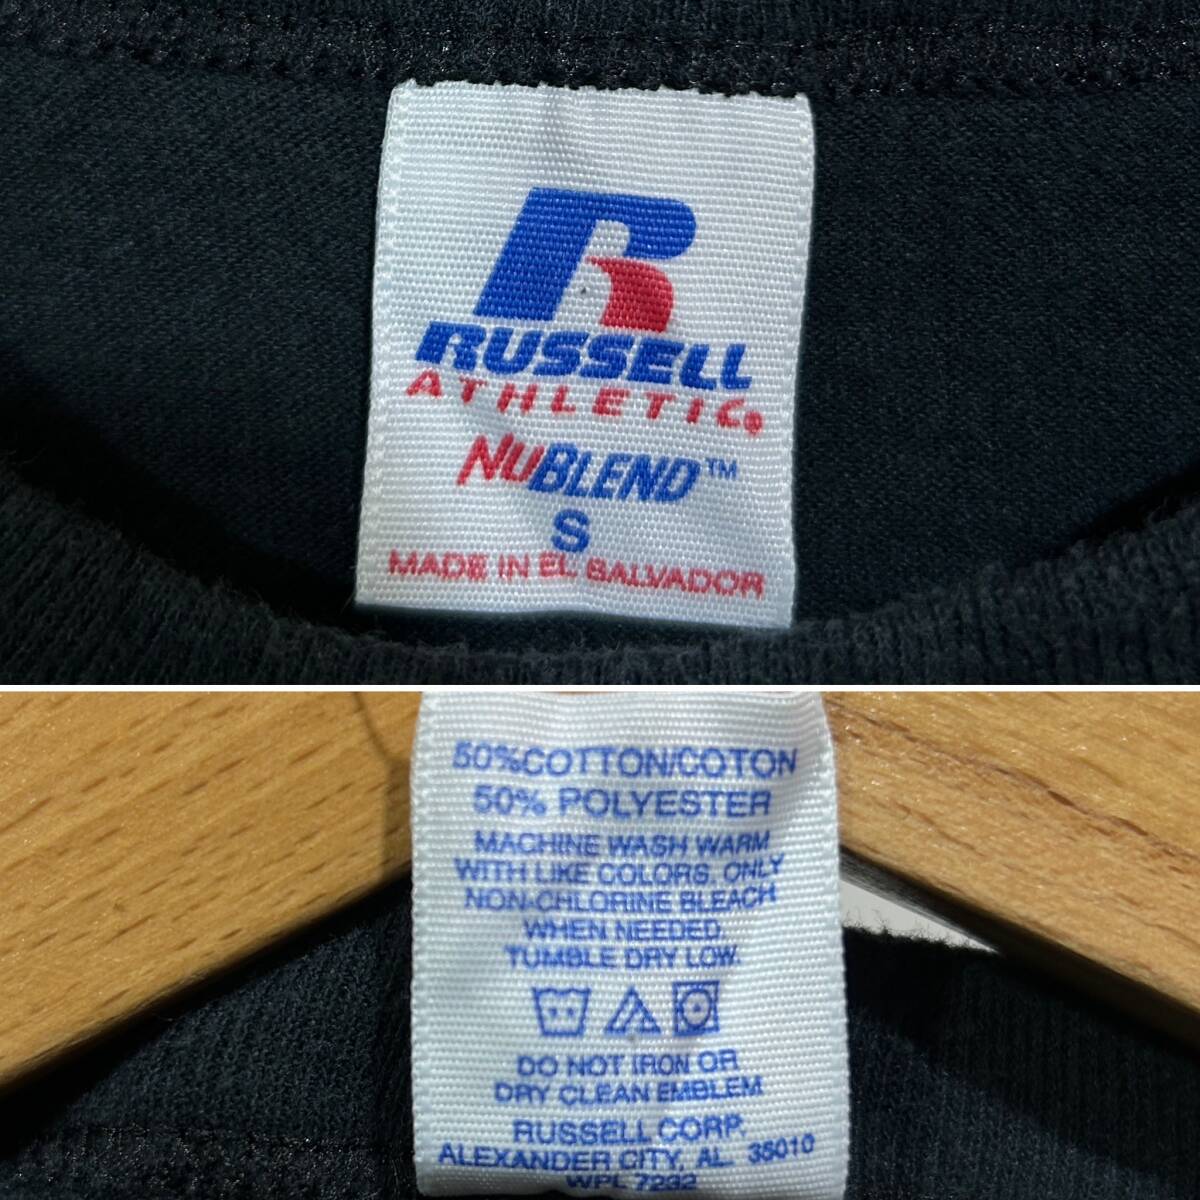 R
RUSSELL
ATHLETIC®
NUBLEND™
S
MADE IN EL SALVADOR
50%COTTON/COTON
50% POLYESTER
MACHINE WASH WARM
WITH LIKE COLORS. ONLY
NON-CHLORINE BLEACH
WHEN NEEDED.
TUMBLE DRY LOW.
DO NOT IRON OR
DRY CLEAN EMBLEM.
RUSSELL CORP.
ALEXANDER CITY, AL. 35010
WPL 7232